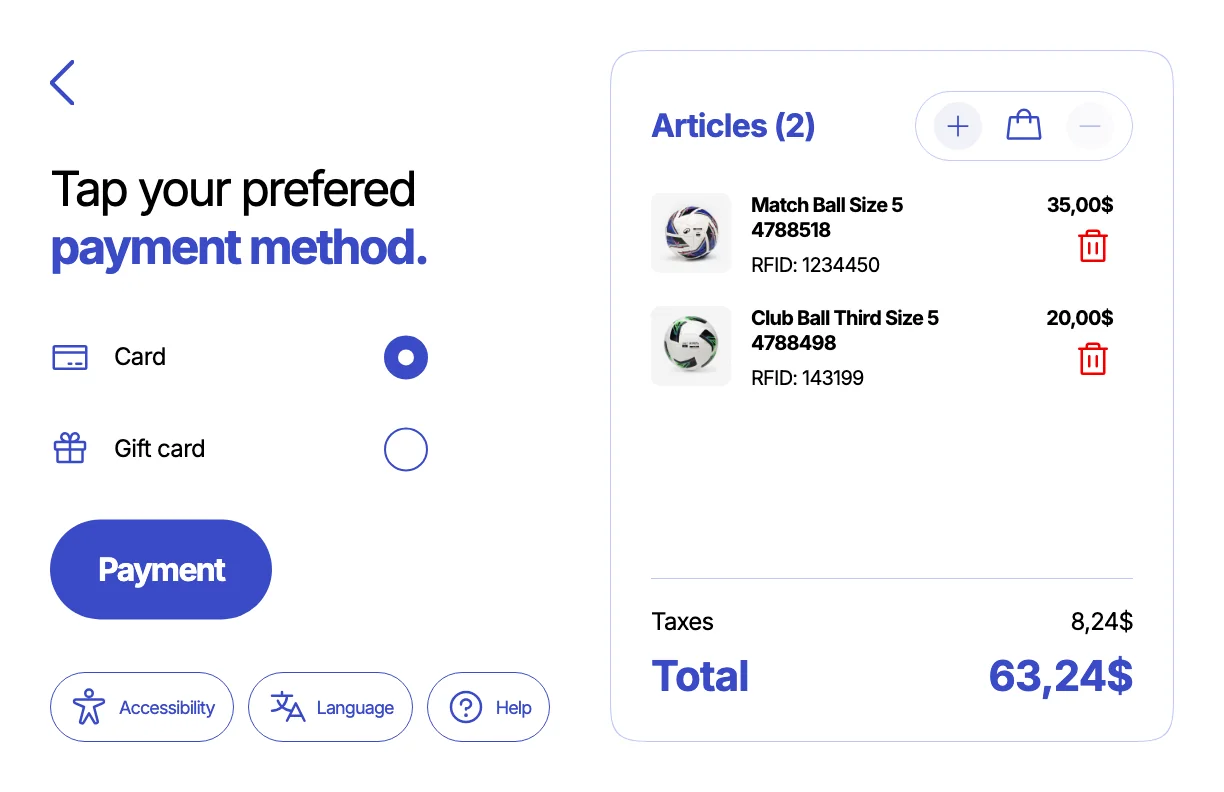 Tap your prefered
payment method.
Card
Gift card
Payment
Accessibility
Language
Help
Articles (2)
Match Ball Size 5
4788518
RFID: 1234450
35,00$
Club Ball Third Size 5
4788498
RFID: 143199
20,00$
Taxes
8,24$
Total
63,24$